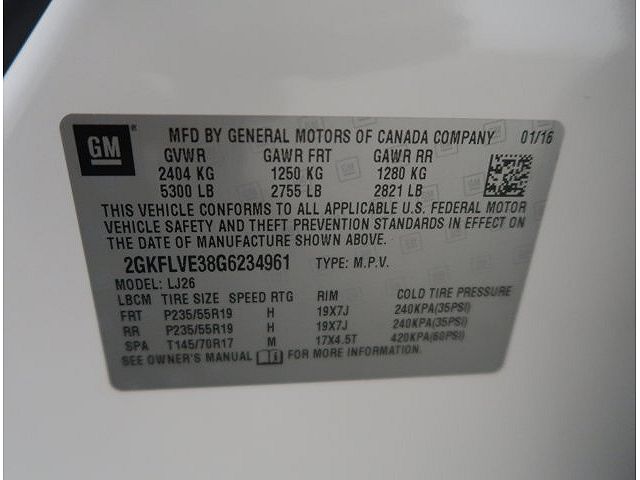 GM
MFD BY GENERAL MOTORS OF CANADA COMPANY 01/16
GVWR GAWR FRT GAWR RR
2404 KG 1250 KG 1280 KG
5300 LB 2755 LB 2821 LB
THIS VEHICLE CONFORMS TO ALL APPLICABLE U.S. FEDERAL MOTOR
VEHICLE SAFETY AND THEFT PREVENTION STANDARDS IN EFFECT ON
THE DATE OF MANUFACTURE SHOWN ABOVE.
2GKFLVE38G6234961 TYPE: M.P.V.
MODEL: LJ26
LBCM TIRE SIZE SPEED RTG RIM COLD TIRE PRESSURE
FRT P235/55R19 H 19X7J 240KPA(35PSI)
RR P235/55R19 H 19X7J 240KPA(35PSI)
SPA T145/70R17 M 17X4.5T 420KPA(60PSI)
SEE OWNER'S MANUAL FOR MORE INFORMATION.